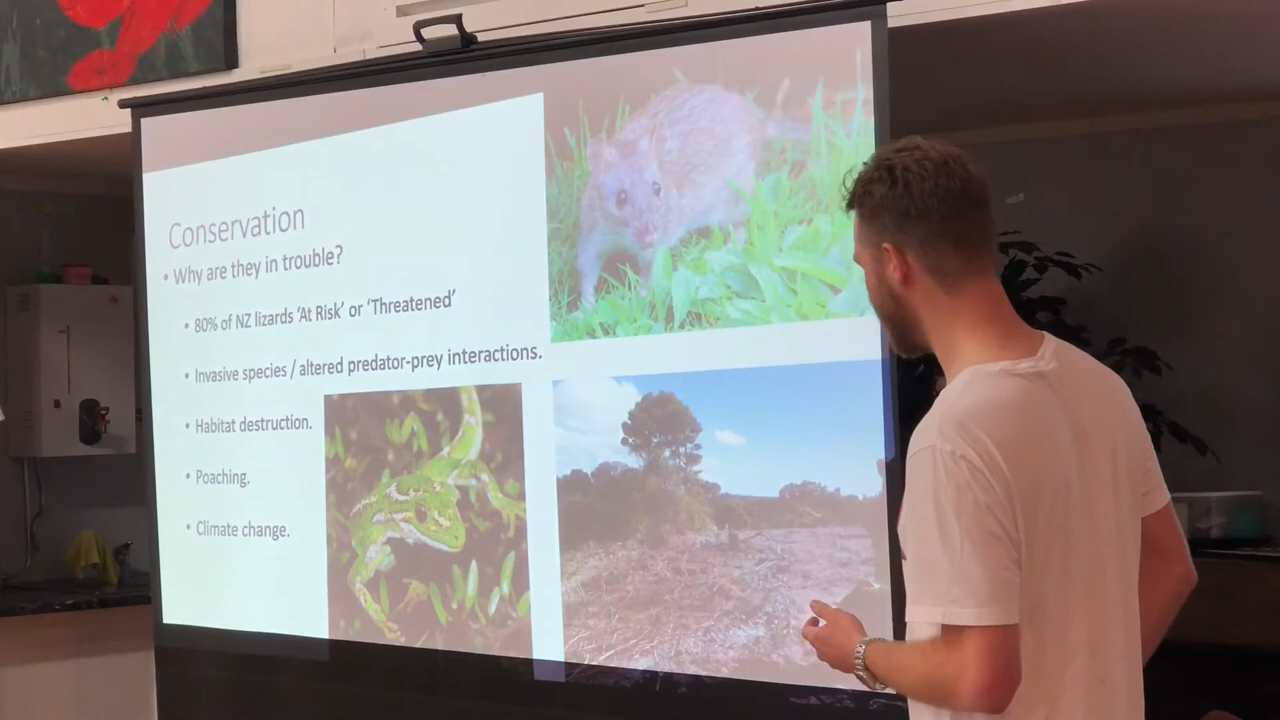 Conservation
• Why are they in trouble?
• 80% of NZ lizards 'At Risk' or 'Threatened'
• Invasive species / altered predator-prey interactions.
• Habitat destruction.
• Poaching.
• Climate change.